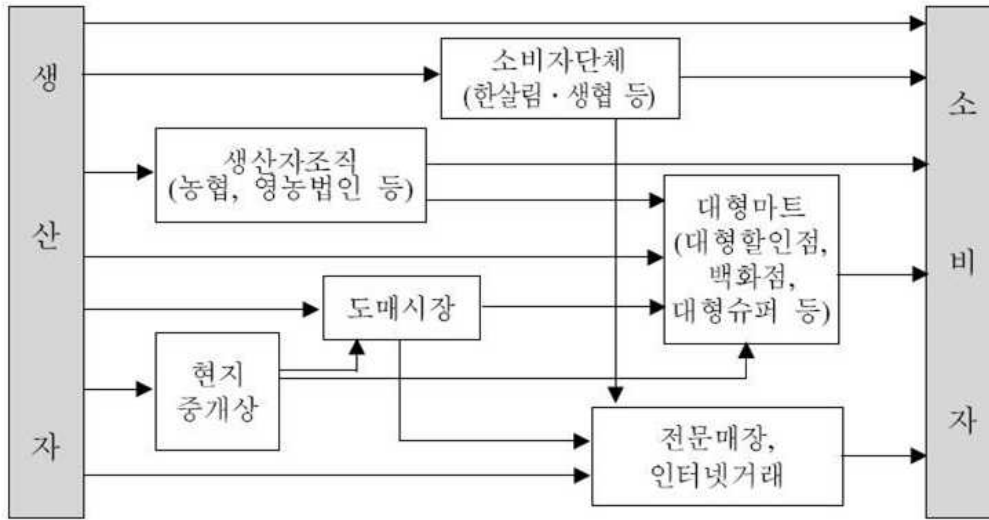 생산자
소비자단체
(한살림·생협 등)
생산자조직
(농협, 영농법인 등)
대형마트
(대형할인점,
백화점,
대형슈퍼 등)
도매시장
현지
중개상
전문매장,
인터넷거래
소비자